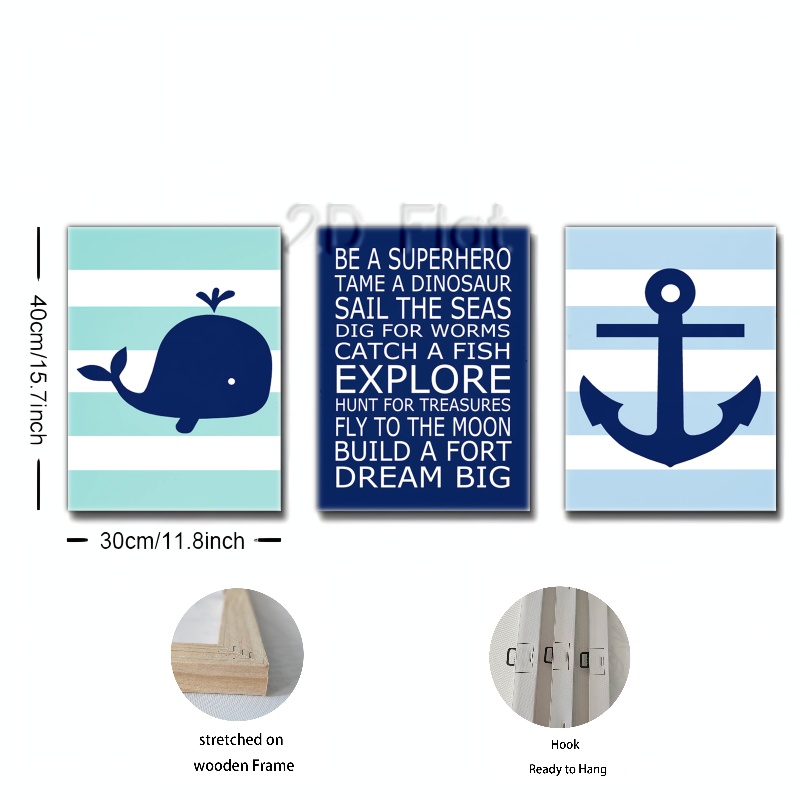 2D Flat
BE A SUPERHERO
TAME A DINOSAUR
SAIL THE SEAS
DIG FOR WORMS
CATCH A FISH
EXPLORE
HUNT FOR TREASURES
FLY TO THE MOON
BUILD A FORT
DREAM BIG
40cm/15.7inch
30cm/11.8inch
stretched on
wooden Frame
Hook
Ready to Hang